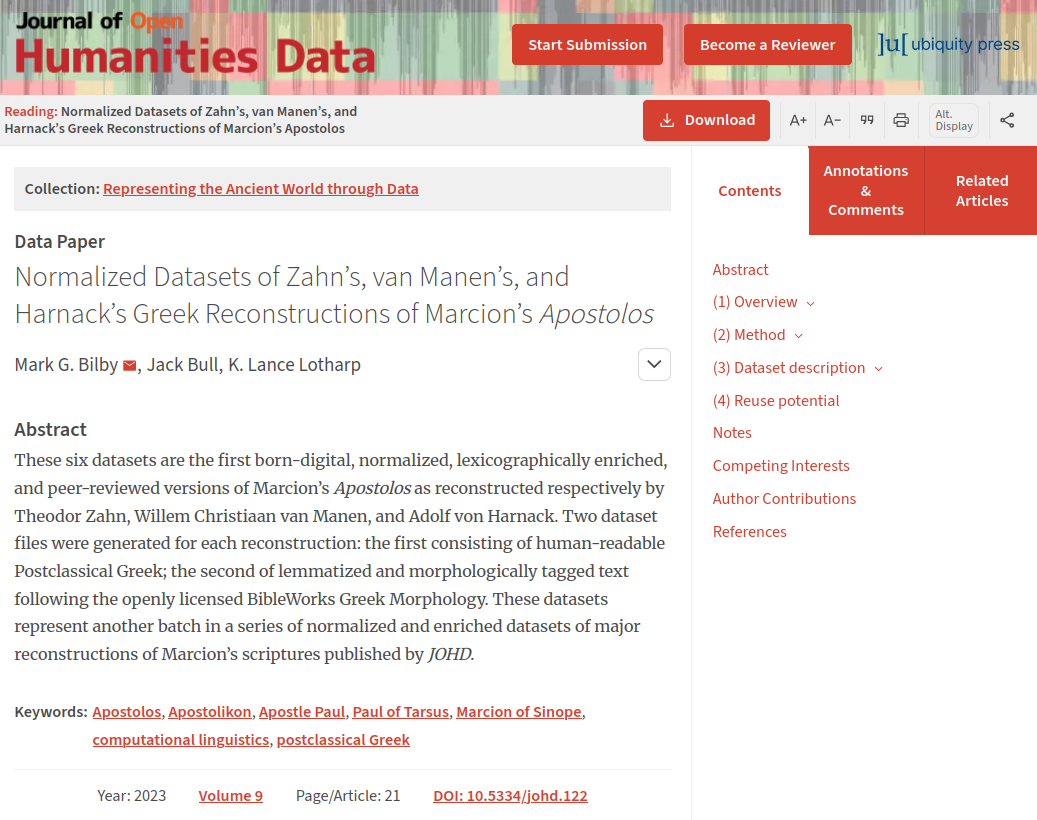 Journal of Open
Humanities Data
Start Submission
Become a Reviewer
]u[ ubiquity press
Reading: Normalized Datasets of Zahn’s, van Manen’s, and
Harnack’s Greek Reconstructions of Marcion’s Apostolos
Download
A+
A−
Alt.
Display
Collection: Representing the Ancient World through Data
Data Paper
Normalized Datasets of Zahn’s, van Manen’s, and
Harnack’s Greek Reconstructions of Marcion’s Apostolos
Mark G. Bilby, Jack Bull, K. Lance Lotharp
Abstract
These six datasets are the first born-digital, normalized, lexicographically enriched,
and peer-reviewed versions of Marcion’s Apostolos as reconstructed respectively by
Theodor Zahn, Willem Christiaan van Manen, and Adolf von Harnack. Two dataset
files were generated for each reconstruction: the first consisting of human-readable
Postclassical Greek; the second of lemmatized and morphologically tagged text
following the openly licensed BibleWorks Greek Morphology. These datasets
represent another batch in a series of normalized and enriched datasets of major
reconstructions of Marcion’s scriptures published by JOHD.
Keywords: Apostolos, Apostolikon, Apostle Paul, Paul of Tarsus, Marcion of Sinope,
computational linguistics, postclassical Greek
Year: 2023
Volume 9
Page/Article: 21
DOI: 10.5334/johd.122
Contents
Annotations
&
Comments
Related
Articles
Abstract
(1) Overview
(2) Method
(3) Dataset description
(4) Reuse potential
Notes
Competing Interests
Author Contributions
References